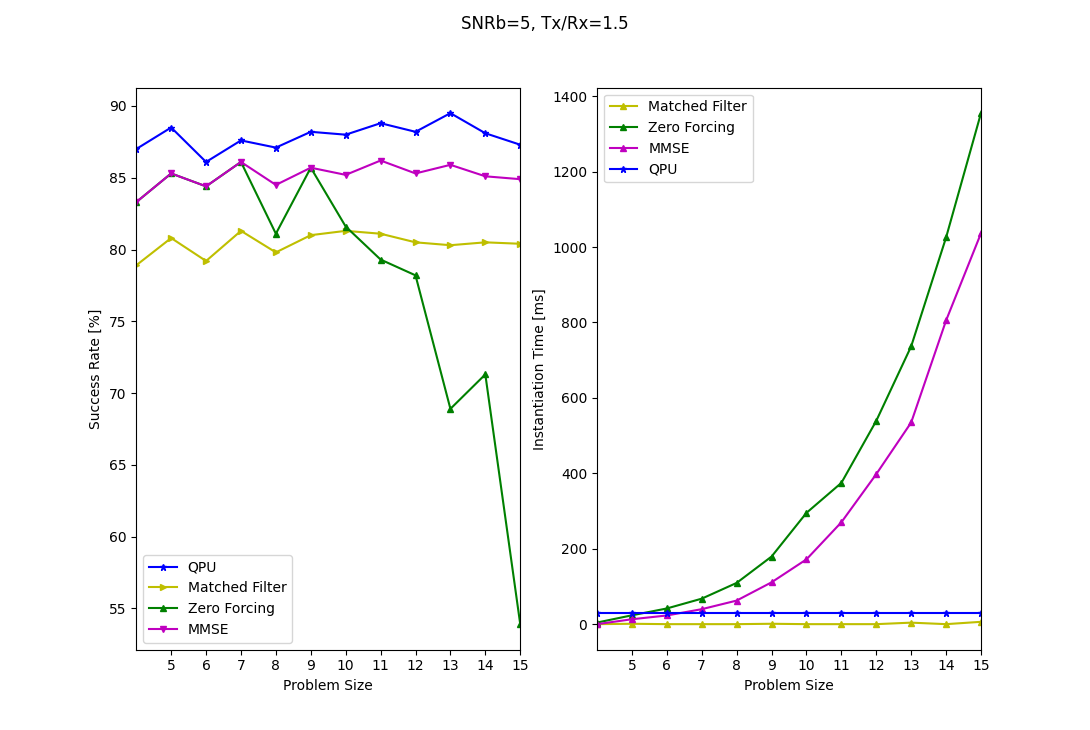 SNRb=5, Tx/Rx=1.5
90
85
80
75
70
65
60
55
Success Rate [%]
QPU
Matched Filter
Zero Forcing
MMSE
5 6 7 8 9 10 11 12 13 14 15
Problem Size
1400
1200
1000
800
600
400
200
0
Instantiation Time [ms]
Matched Filter
Zero Forcing
MMSE
QPU
5 6 7 8 9 10 11 12 13 14 15
Problem Size